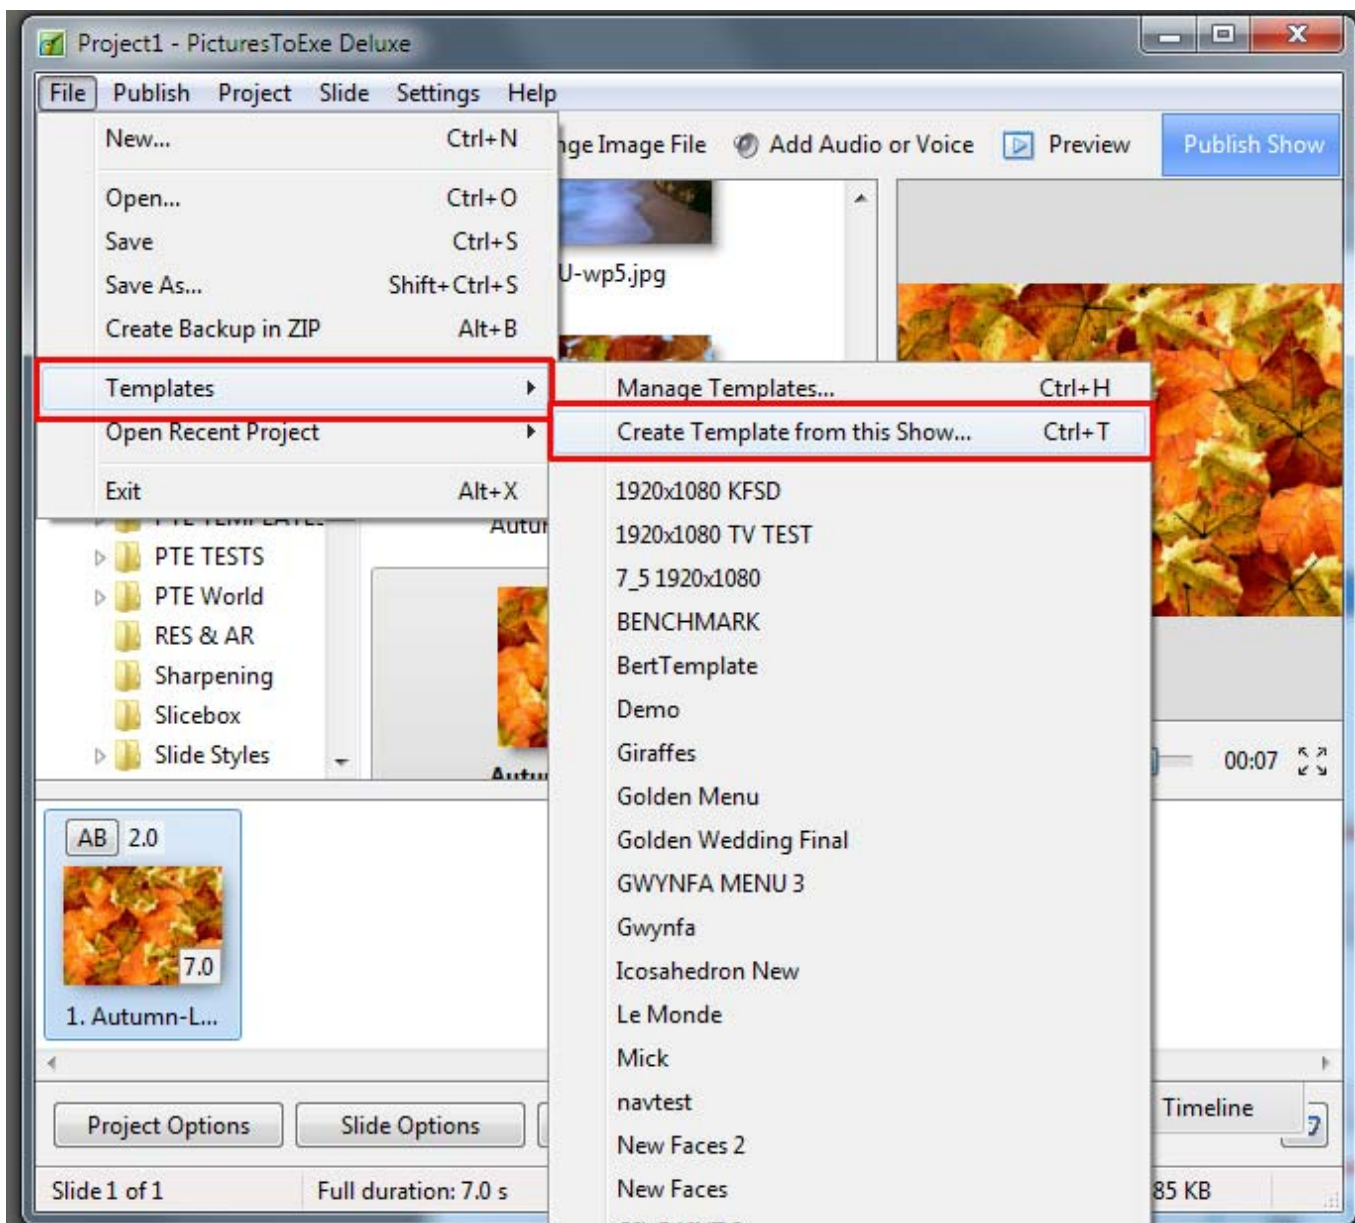 Project1 - PicturesToExe Deluxe
File Publish Project Slide Settings Help
New... Ctrl+N
Image File Add Audio or Voice Preview Publish Show
Open... Ctrl+O
Save Ctrl+S
U-wp5.jpg
Save As... Shift+Ctrl+S
Create Backup in ZIP Alt+B
Templates Manage Templates... Ctrl+H
Open Recent Project Create Template from this Show... Ctrl+T
Exit Alt+X
1920x1080 KFSD
1920x1080 TV TEST
7_5 1920x1080
BENCHMARK
BertTemplate
Demo
Giraffes
Golden Menu
Golden Wedding Final
GWYNFA MENU 3
Gwynfa
Icosahedron New
Le Monde
Mick
navtest
New Faces 2
New Faces
PTE TESTS
PTE World
RES & AR
Sharpening
Slicebox
Slide Styles
00:07
AB 2.0
7.0
1. Autumn-L...
Project Options Slide Options Timeline
Slide 1 of 1 Full duration: 7.0 s 85 KB